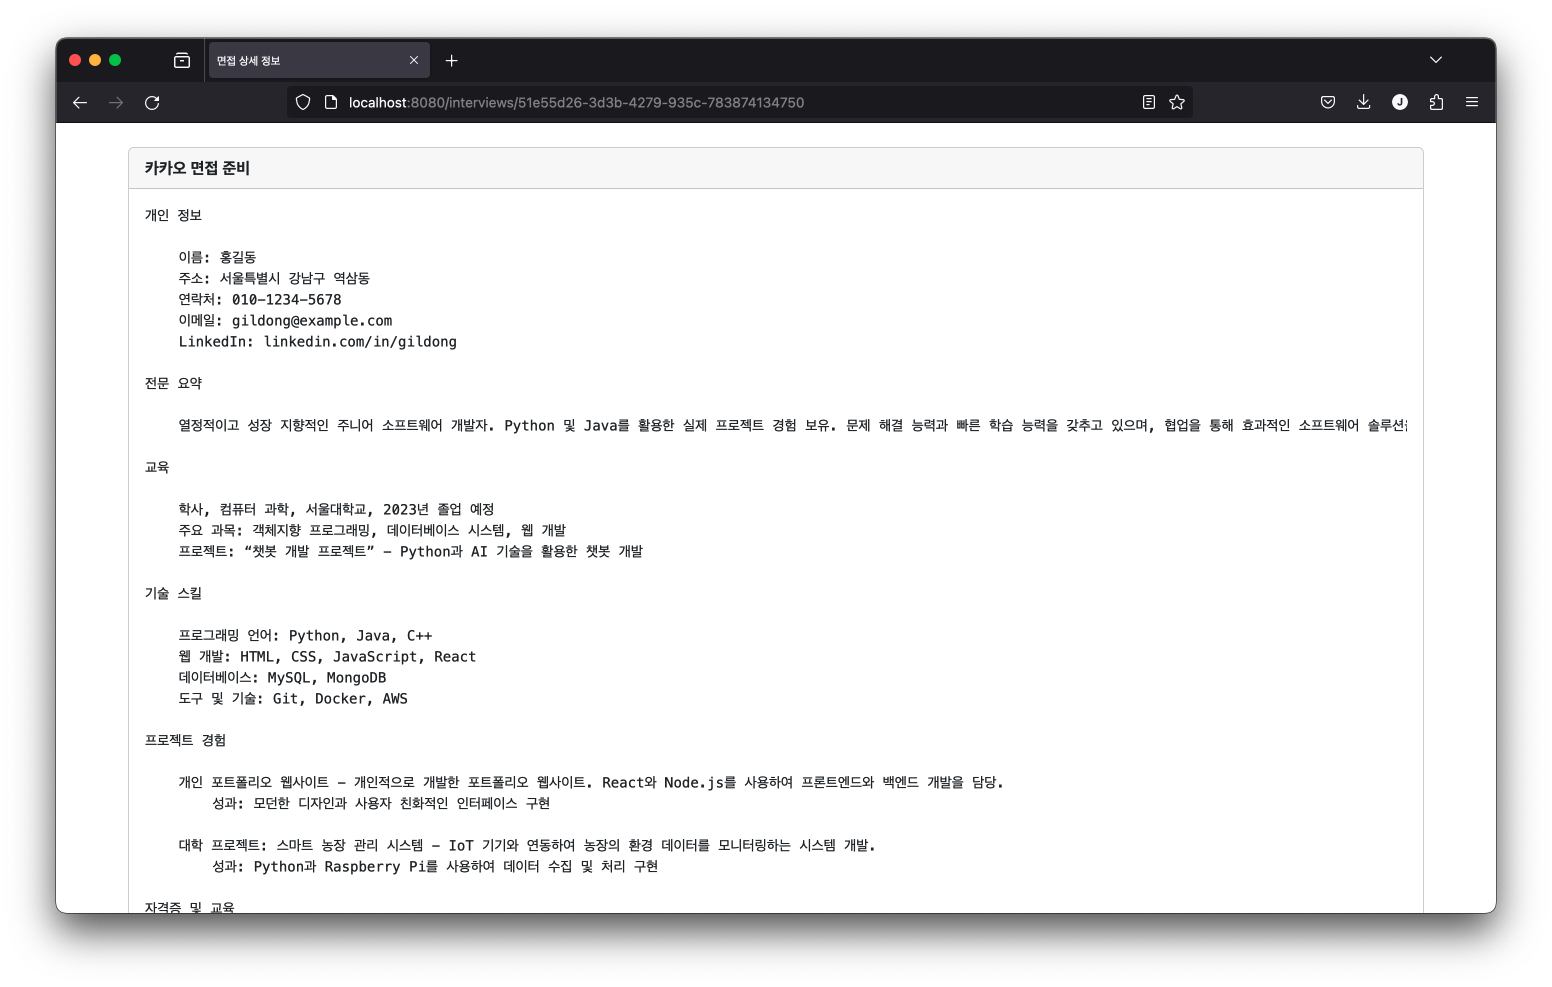 면접 상세 정보
localhost:8080/interviews/51e55d26-3d3b-4279-935c-783874134750
J
카카오 면접 준비
개인 정보
이름: 홍길동
주소: 서울특별시 강남구 역삼동
연락처: 010-1234-5678
이메일: gildong@example.com
LinkedIn: linkedin.com/in/gildong
전문 요약
열정적이고 성장 지향적인 주니어 소프트웨어 개발자. Python 및 Java를 활용한 실제 프로젝트 경험 보유. 문제 해결 능력과 빠른 학습 능력을 갖추고 있으며, 협업을 통해 효과적인 소프트웨어 솔루션
교육
학사, 컴퓨터 과학, 서울대학교, 2023년 졸업 예정
주요 과목: 객체지향 프로그래밍, 데이터베이스 시스템, 웹 개발
프로젝트: “챗봇 개발 프로젝트” – Python과 AI 기술을 활용한 챗봇 개발
기술 스킬
프로그래밍 언어: Python, Java, C++
웹 개발: HTML, CSS, JavaScript, React
데이터베이스: MySQL, MongoDB
도구 및 기술: Git, Docker, AWS
프로젝트 경험
개인 포트폴리오 웹사이트 – 개인적으로 개발한 포트폴리오 웹사이트. React와 Node.js를 사용하여 프론트엔드와 백엔드 개발을 담당.
성과: 모던한 디자인과 사용자 친화적인 인터페이스 구현
대학 프로젝트: 스마트 농장 관리 시스템 – IoT 기기와 연동하여 농장의 환경 데이터를 모니터링하는 시스템 개발.
성과: Python과 Raspberry Pi를 사용하여 데이터 수집 및 처리 구현
자격증 및 교육